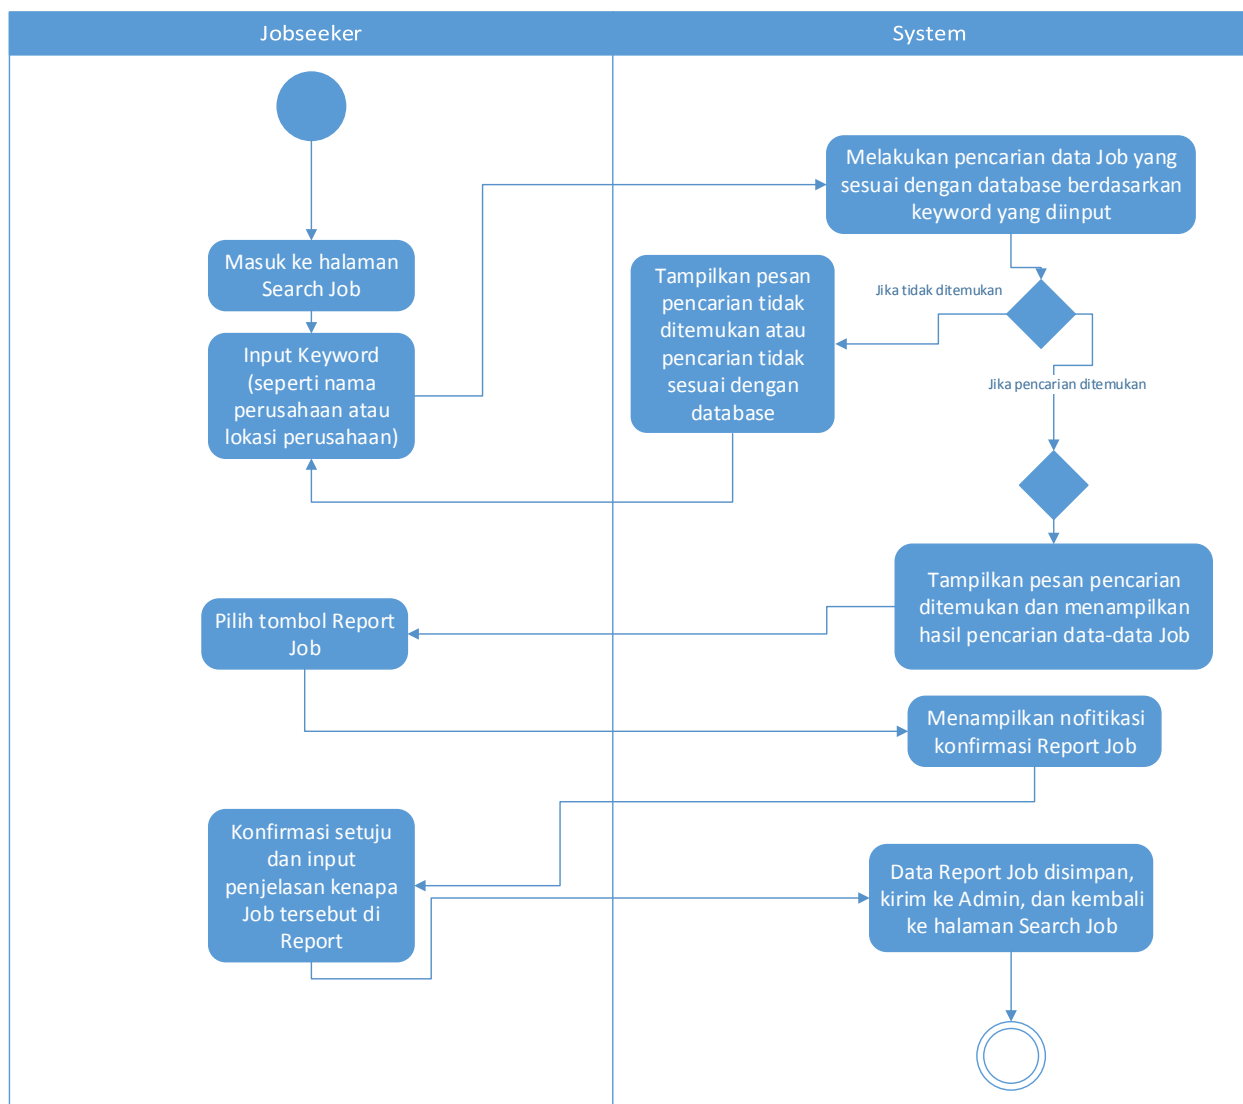 Jobseeker
System
Melakukan pencarian data Job yang
sesuai dengan database berdasarkan
keyword yang diinput
Masuk ke halaman
Search Job
Tampilkan pesan
pencarian tidak
ditemukan atau
pencarian tidak
sesuai dengan
database
Jika tidak ditemukan
Input Keyword
(seperti nama
perusahaan atau
lokasi perusahaan)
Jika pencarian ditemukan
Tampilkan pesan pencarian
ditemukan dan menampilkan
hasil pencarian data-data Job
Pilih tombol Report
Job
Menampilkan nofitikasi
konfirmasi Report Job
Konfirmasi setuju
dan input
penjelasan kenapa
Job tersebut di
Report
Data Report Job disimpan,
kirim ke Admin, dan kembali
ke halaman Search Job